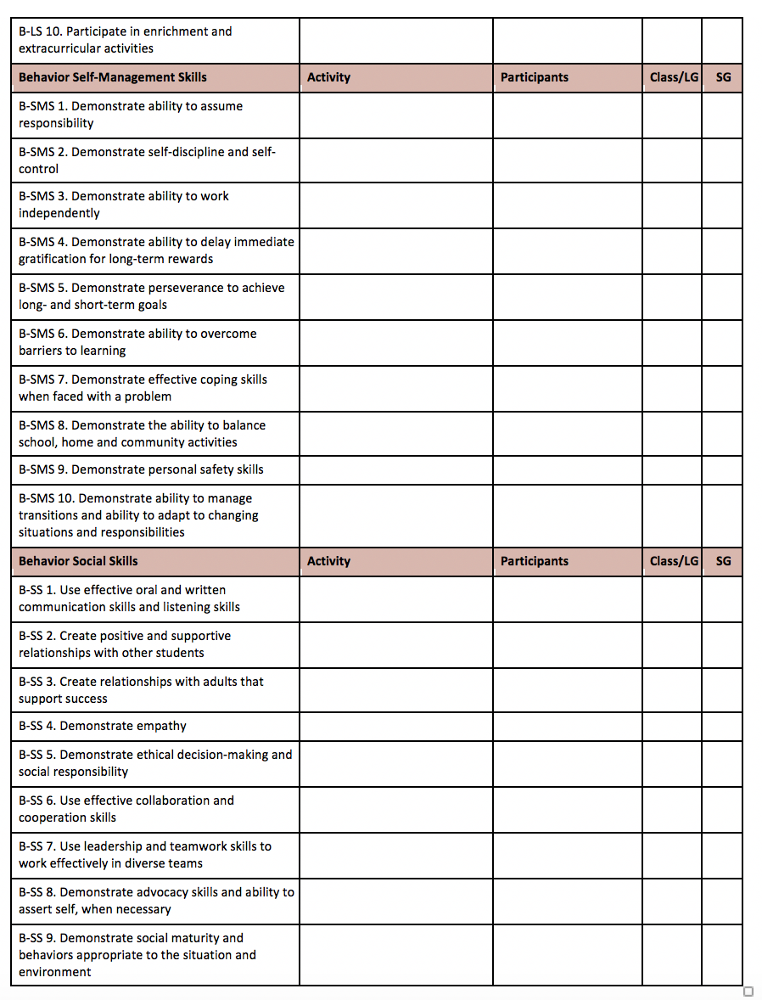 B-LS 10. Participate in enrichment and
extracurricular activities
Behavior Self-Management Skills Activity Participants Class/LG SG
B-SMS 1. Demonstrate ability to assume
responsibility
B-SMS 2. Demonstrate self-discipline and self-
control
B-SMS 3. Demonstrate ability to work
independently
B-SMS 4. Demonstrate ability to delay immediate
gratification for long-term rewards
B-SMS 5. Demonstrate perseverance to achieve
long- and short-term goals
B-SMS 6. Demonstrate ability to overcome
barriers to learning
B-SMS 7. Demonstrate effective coping skills
when faced with a problem
B-SMS 8. Demonstrate the ability to balance
school, home and community activities
B-SMS 9. Demonstrate personal safety skills
B-SMS 10. Demonstrate ability to manage
transitions and ability to adapt to changing
situations and responsibilities
Behavior Social Skills Activity Participants Class/LG SG
B-SS 1. Use effective oral and written
communication skills and listening skills
B-SS 2. Create positive and supportive
relationships with other students
B-SS 3. Create relationships with adults that
support success
B-SS 4. Demonstrate empathy
B-SS 5. Demonstrate ethical decision-making and
social responsibility
B-SS 6. Use effective collaboration and
cooperation skills
B-SS 7. Use leadership and teamwork skills to
work effectively in diverse teams
B-SS 8. Demonstrate advocacy skills and ability to
assert self, when necessary
B-SS 9. Demonstrate social maturity and
behaviors appropriate to the situation and
environment